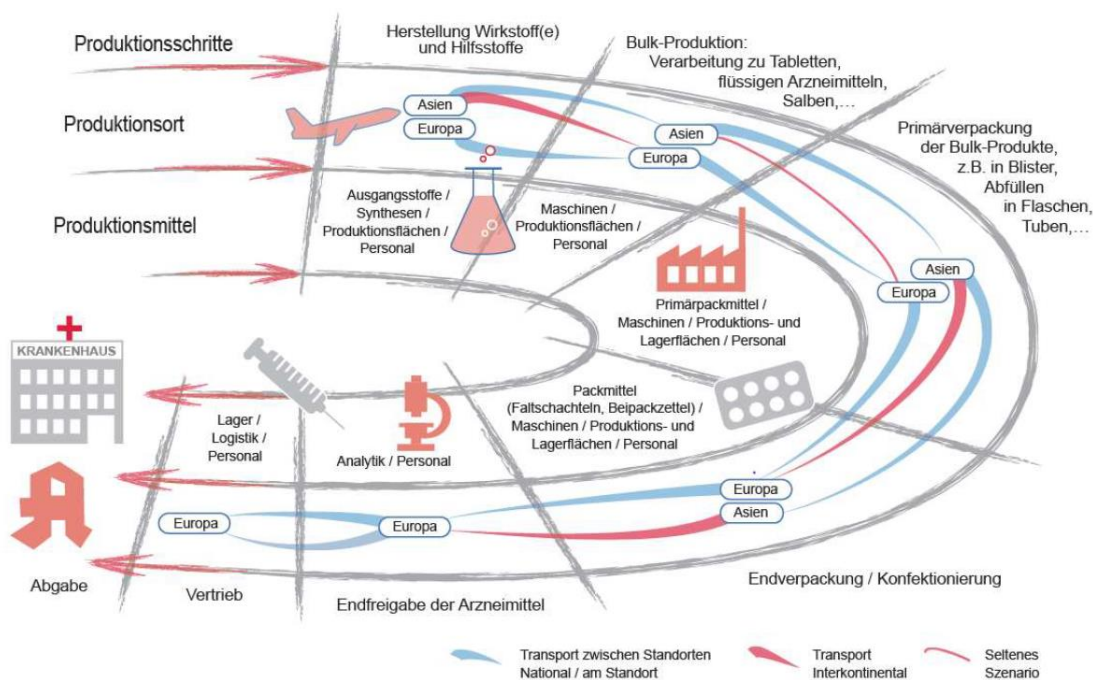 Produktionsschritte
Herstellung Wirkstoff(e)
und Hilfsstoffe
Bulk-Produktion:
Verarbeitung zu Tabletten,
flüssigen Arzneimitteln,
Salben,…
Primärverpackung
der Bulk-Produkte,
z.B. in Blister,
Abfüllen
in Flaschen,
Tuben,…
Produktionsort
Asien
Europa
Asien
Europa
Asien
Europa
Produktionsmittel
Ausgangsstoffe /
Synthesen /
Produktionsflächen /
Personal
Maschinen /
Produktionsflächen /
Personal
Primärpackmittel /
Maschinen / Produktions- und
Lagerflächen / Personal
Packmittel
(Faltschachteln, Beipackzettel) /
Maschinen / Produktions- und
Lagerflächen / Personal
Analytik / Personal
Lager /
Logistik /
Personal
KRANKENHAUS
Europa
Asien
Europa
Europa
Abgabe
Vertrieb
Endfreigabe der Arzneimittel
Endverpackung / Konfektionierung
Transport zwischen Standorten
National / am Standort
Transport
Interkontinental
Seltenes
Szenario